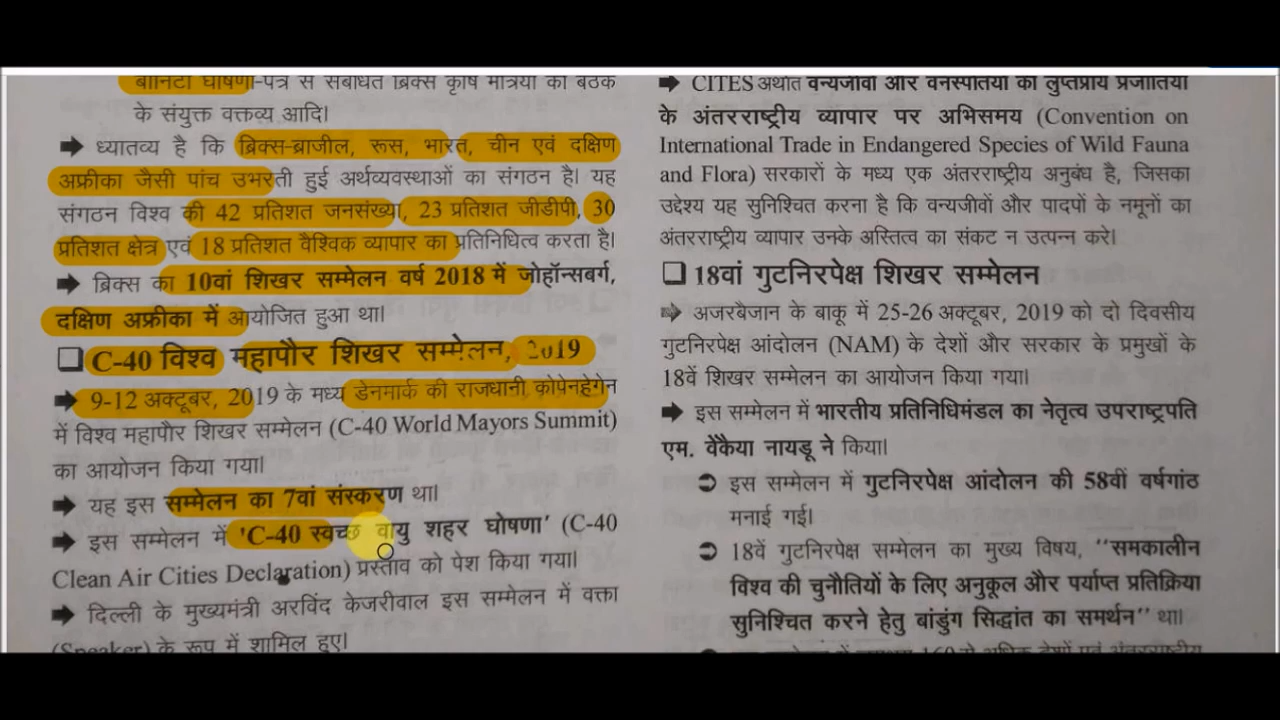 बोनिटो घोषणा-पत्र से संबंधित ब्रिक्स कृषि मंत्रियों की बैठक
के संयुक्त वक्तव्य आदि।
➡ ध्यातव्य है कि ब्रिक्स-ब्राजील, रूस, भारत, चीन एवं दक्षिण
अफ्रीका जैसी पांच उभरती हुई अर्थव्यवस्थाओं का संगठन है। यह
संगठन विश्व की 42 प्रतिशत जनसंख्या, 23 प्रतिशत जीडीपी, 30
प्रतिशत क्षेत्र एवं 18 प्रतिशत वैश्विक व्यापार का प्रतिनिधित्व करता है।
➡ ब्रिक्स का 10वां शिखर सम्मेलन वर्ष 2018 में जोहॉन्सबर्ग,
दक्षिण अफ्रीका में आयोजित हुआ था।
❑ C-40 विश्व महापौर शिखर सम्मेलन, 2019
➡ 9-12 अक्टूबर, 2019 के मध्य डेनमार्क की राजधानी कोपेनहेगेन
में विश्व महापौर शिखर सम्मेलन (C-40 World Mayors Summit)
का आयोजन किया गया।
➡ यह इस सम्मेलन का 7वां संस्करण था।
➡ इस सम्मेलन में 'C-40 स्वच्छ वायु शहर घोषणा' (C-40
Clean Air Cities Declaration) प्रस्ताव को पेश किया गया।
➡ दिल्ली के मुख्यमंत्री अरविंद केजरीवाल इस सम्मेलन में वक्ता
(Speaker) के रूप में शामिल हुए।
➡ CITES अर्थात वन्यजीवों और वनस्पतियों की लुप्तप्राय प्रजातियों
के अंतरराष्ट्रीय व्यापार पर अभिसमय (Convention on
International Trade in Endangered Species of Wild Fauna
and Flora) सरकारों के मध्य एक अंतरराष्ट्रीय अनुबंध है, जिसका
उद्देश्य यह सुनिश्चित करना है कि वन्यजीवों और पादपों के नमूनों का
अंतरराष्ट्रीय व्यापार उनके अस्तित्व का संकट न उत्पन्न करे।
❑ 18वां गुटनिरपेक्ष शिखर सम्मेलन
➡ अजरबैजान के बाकू में 25-26 अक्टूबर, 2019 को दो दिवसीय
गुटनिरपेक्ष आंदोलन (NAM) के देशों और सरकार के प्रमुखों के
18वें शिखर सम्मेलन का आयोजन किया गया।
➡ इस सम्मेलन में भारतीय प्रतिनिधिमंडल का नेतृत्व उपराष्ट्रपति
एम. वेंकैया नायडू ने किया।
➲ इस सम्मेलन में गुटनिरपेक्ष आंदोलन की 58वीं वर्षगांठ
मनाई गई।
➲ 18वें गुटनिरपेक्ष सम्मेलन का मुख्य विषय, "समकालीन
विश्व की चुनौतियों के लिए अनुकूल और पर्याप्त प्रतिक्रिया
सुनिश्चित करने हेतु बांडुंग सिद्धांत का समर्थन" था।